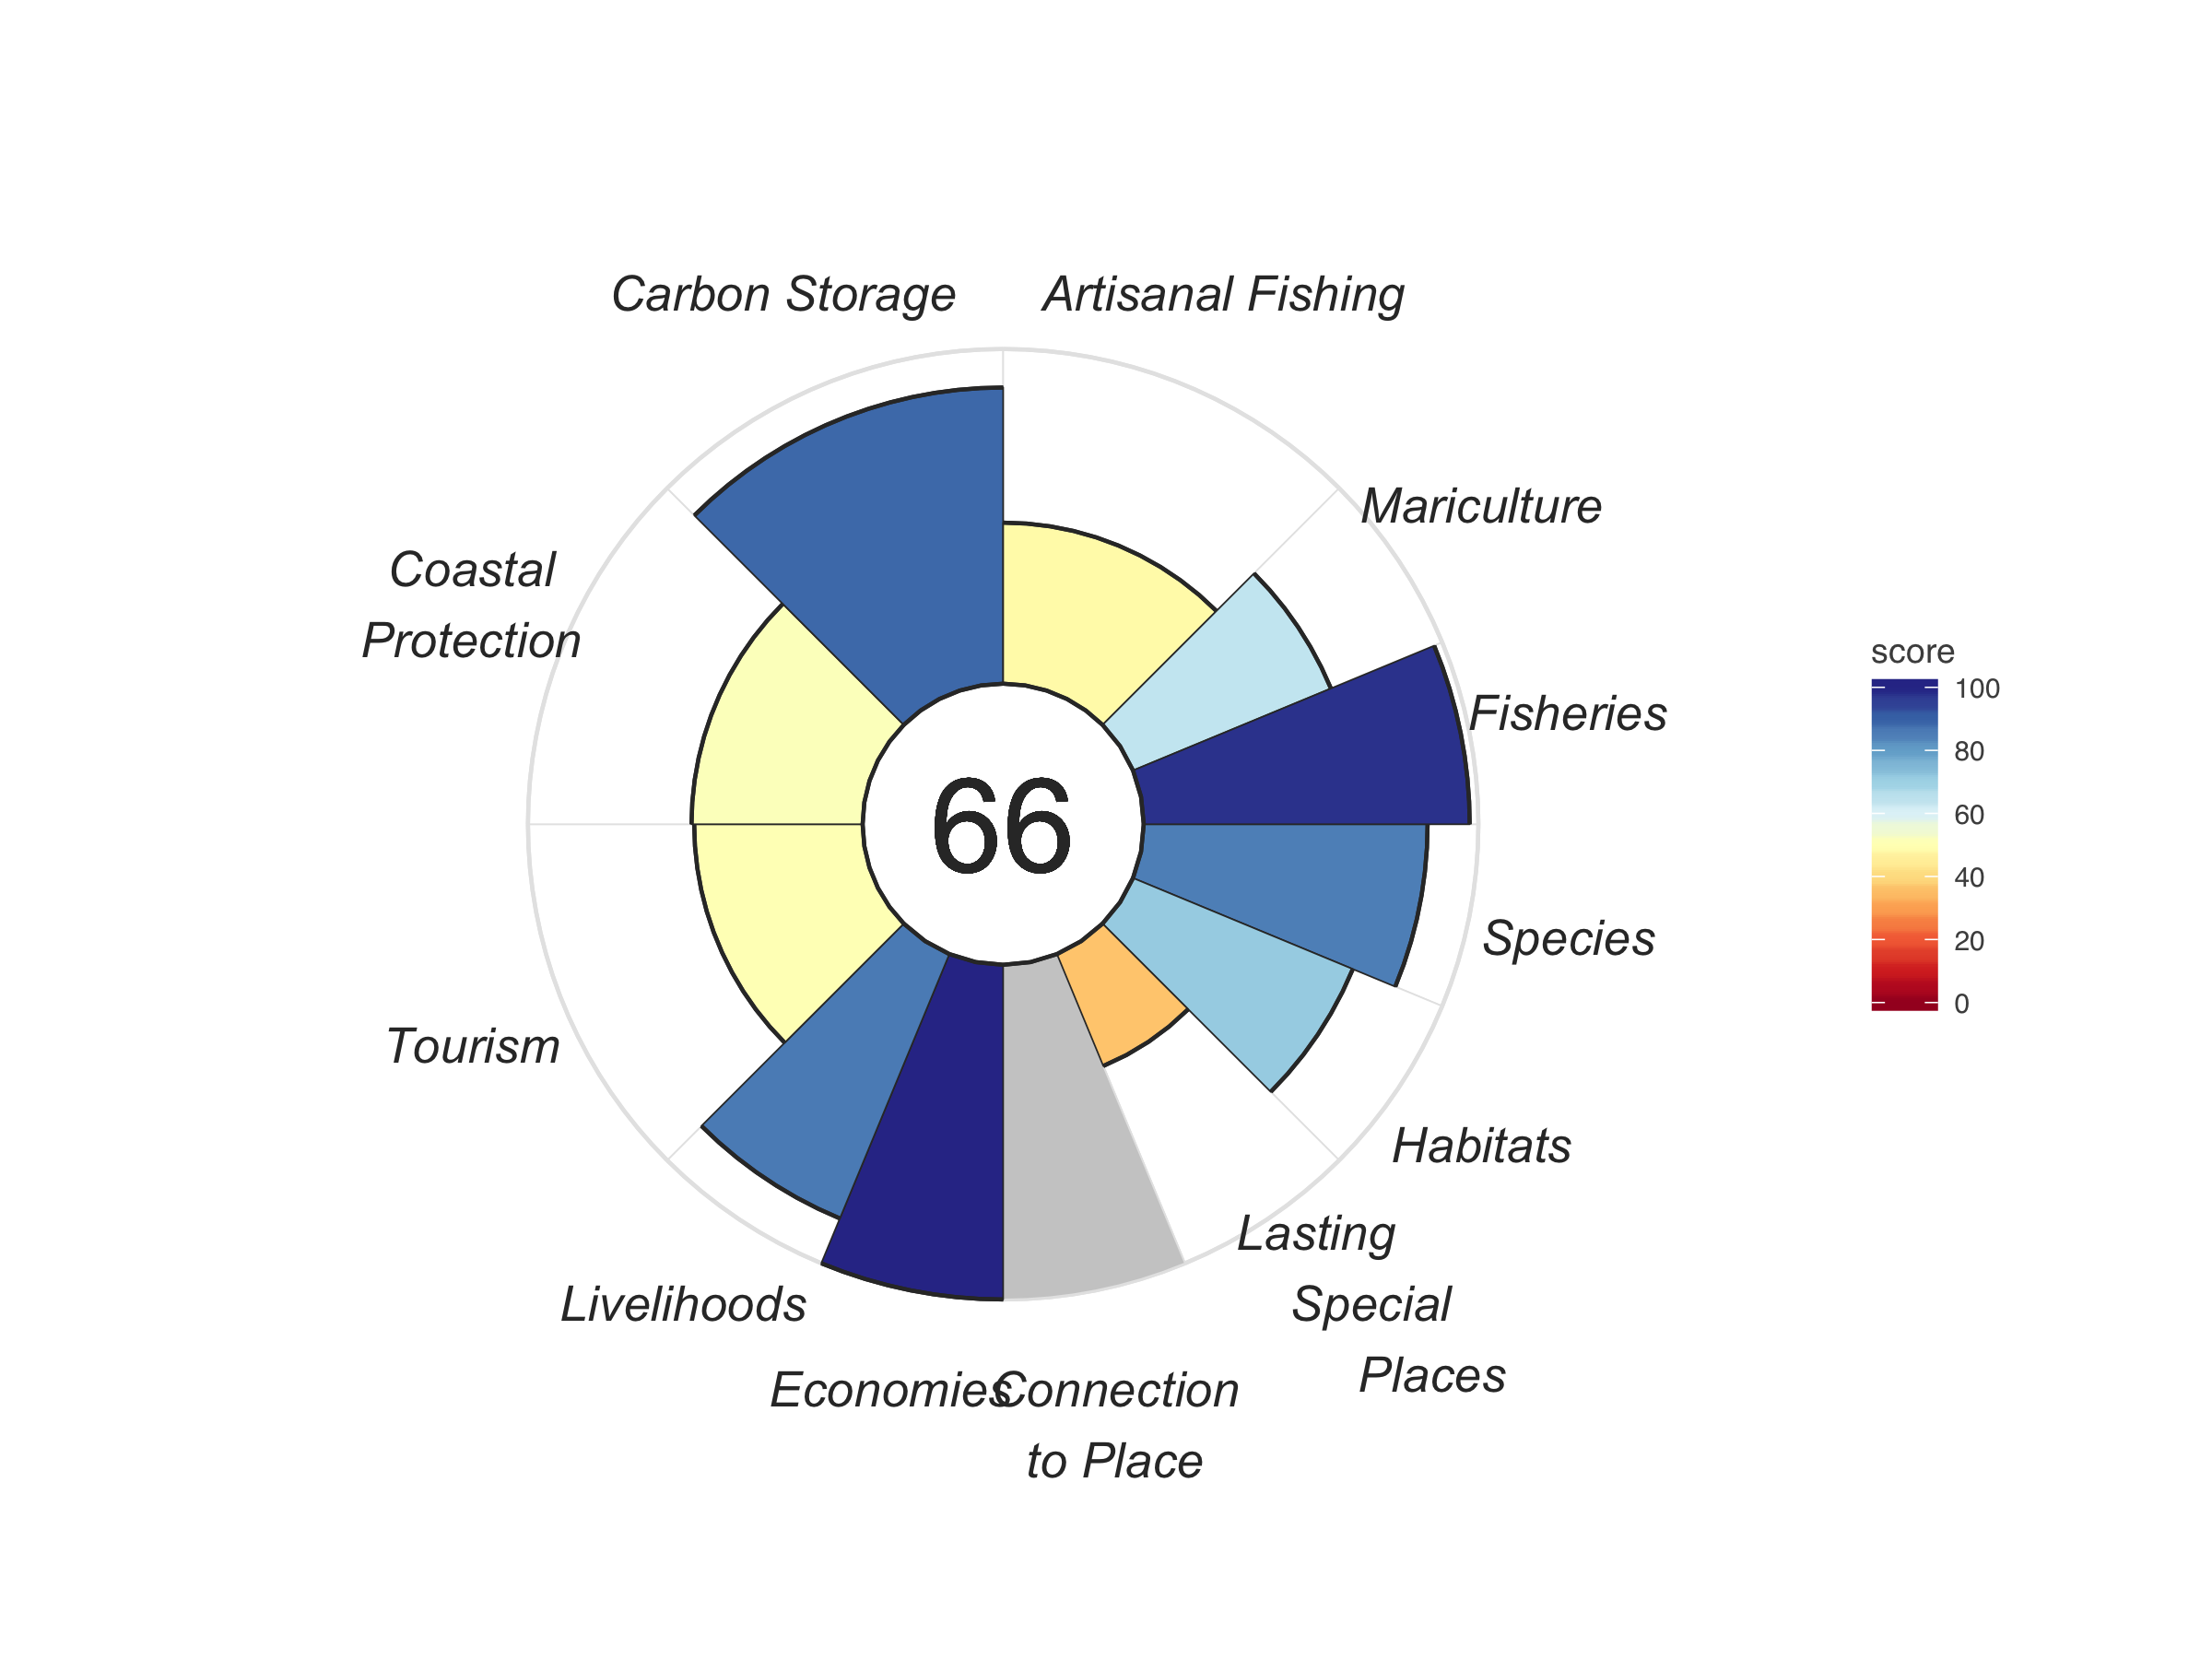 Carbon Storage
Artisanal Fishing
Mariculture
Coastal
Protection
Fisheries
score
100
80
60
40
20
0
66
Species
Tourism
Habitats
Lasting
Special
Places
Livelihoods
Economies
Connection
to Place